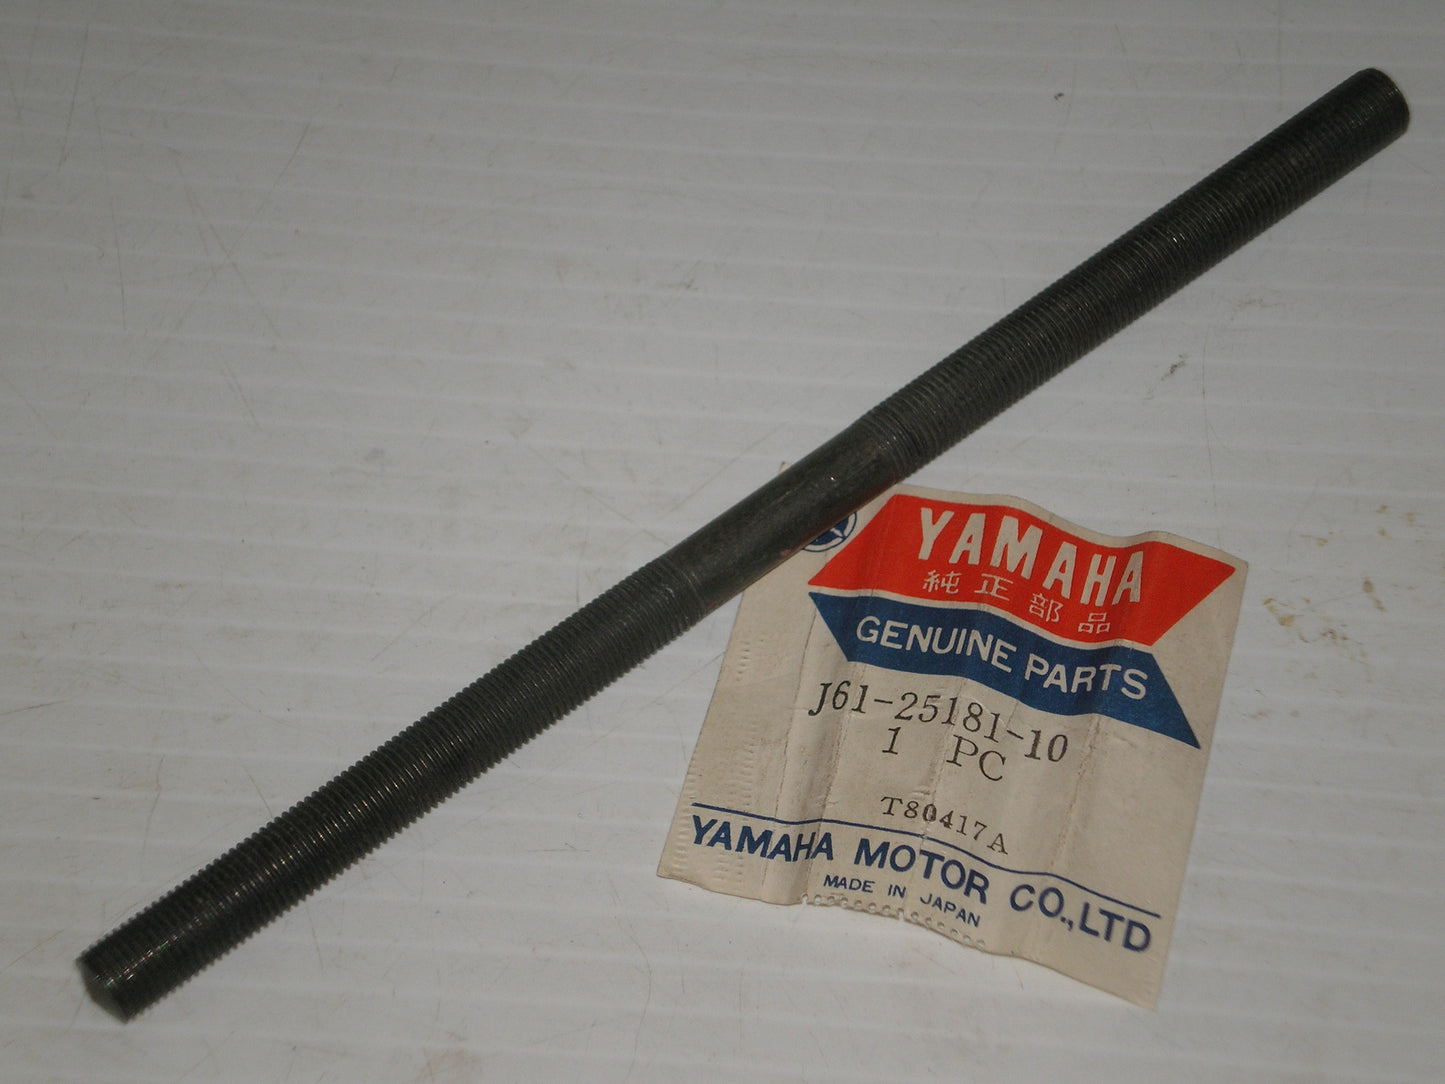 YAMAHA
純正部品
GENUINE PARTS
J61-25181-10
1 PC
T80417A
YAMAHA MOTOR CO.,LTD
MADE IN JAPAN